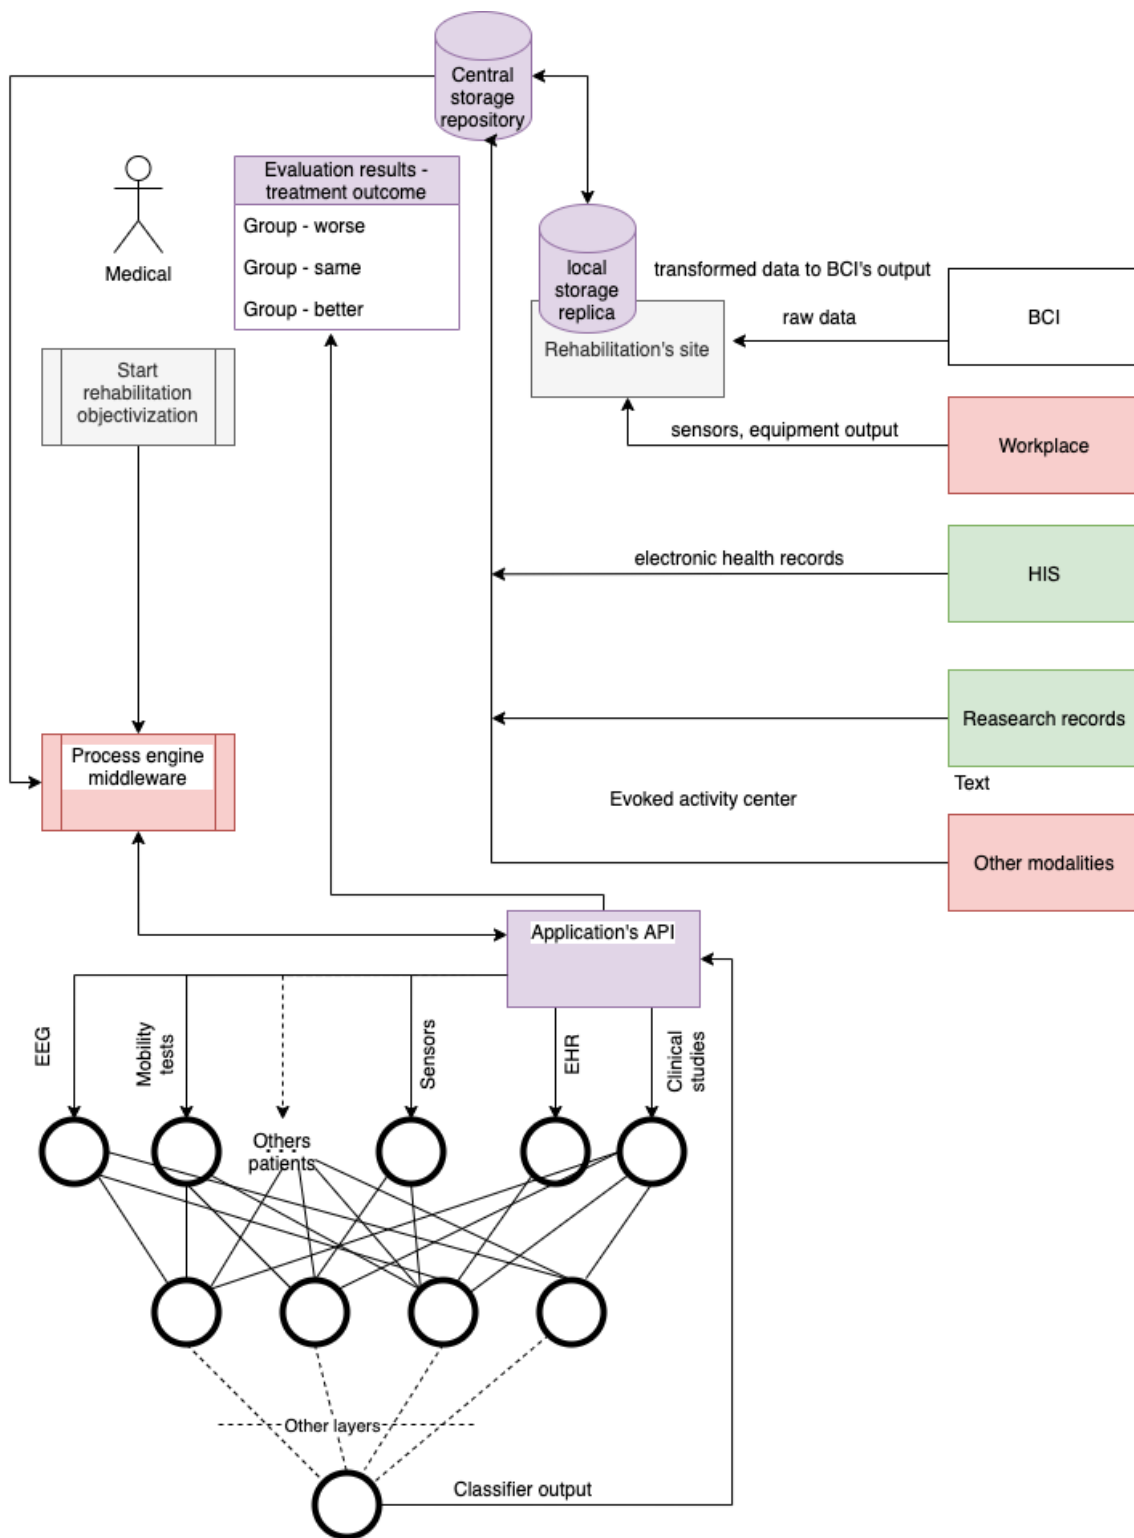 Central
storage
repository
Evaluation results -
treatment outcome
Group - worse
Group - same
Group - better
Medical
local
storage
replica
Rehabilitation's site
transformed data to BCI's output
raw data
BCI
Start
rehabilitation
objectivization
sensors, equipment output
Workplace
electronic health records
HIS
Reasearch records
Text
Process engine
middleware
Evoked activity center
Other modalities
Application's API
EEG
Mobility
tests
Sensors
EHR
Clinical
studies
Others
patients
Other layers
Classifier output